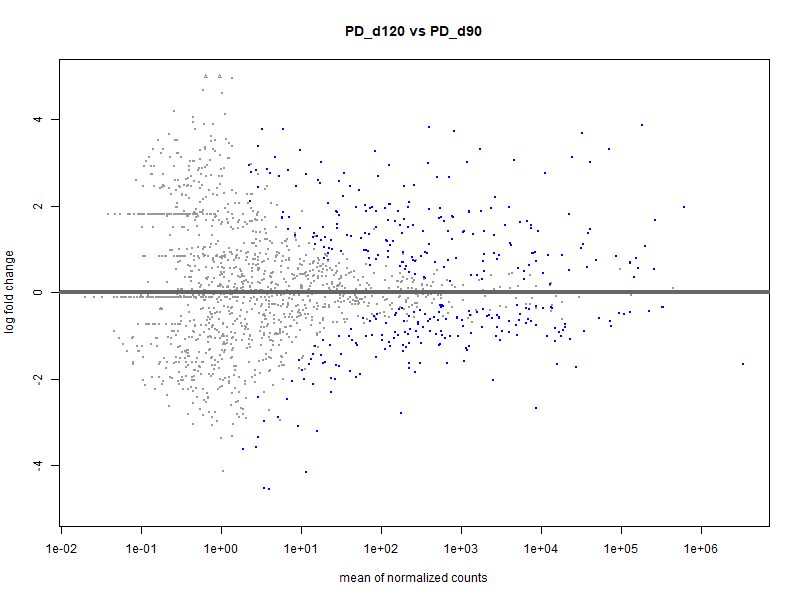 PD_d120 vs PD_d90
log fold change
4
2
0
-2
-4
1e-02 1e-01 1e+00 1e+01 1e+02 1e+03 1e+04 1e+05 1e+06
mean of normalized counts